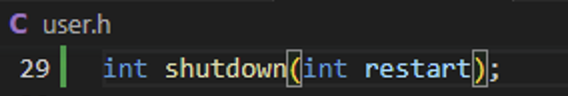 C user.h
29 int shutdown(int restart);